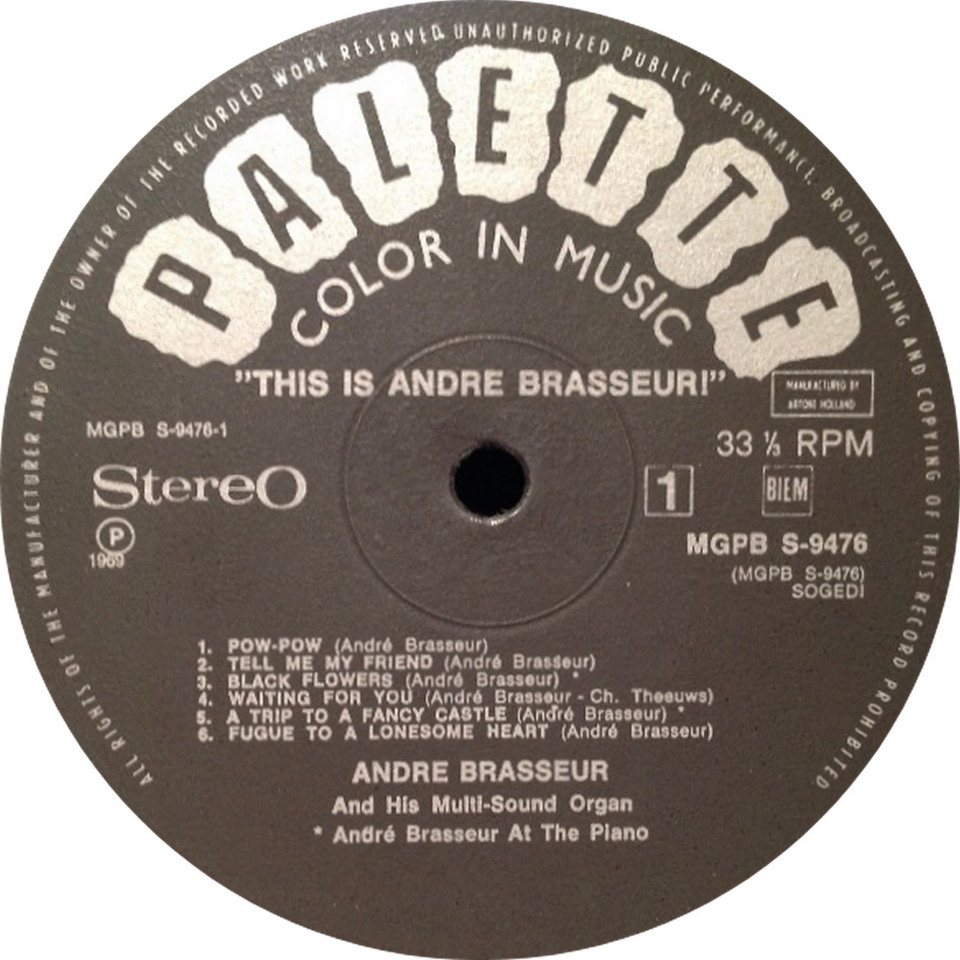 ALL RIGHTS OF THE MANUFACTURER AND OF THE OWNER OF THE RECORDED WORK RESERVED. UNAUTHORIZED PUBLIC PERFORMANCE, BROADCASTING AND COPYING OF THIS RECORD PROHIBITED
PALETTE
COLOR IN MUSIC
"THIS IS ANDRE BRASSEUR!"
MANUFACTURED BY
ARTONE HOLLAND
MGPB S-9476-1
33 ⅓ RPM
Stereo
1
BIEM
P
1969
MGPB S-9476
(MGPB S-9476)
SOGEDI
1. POW-POW (André Brasseur)
2. TELL ME MY FRIEND (André Brasseur)
3. BLACK FLOWERS (André Brasseur) *
4. WAITING FOR YOU (André Brasseur - Ch. Theeuws)
5. A TRIP TO A FANCY CASTLE (André Brasseur) *
6. FUGUE TO A LONESOME HEART (André Brasseur)
ANDRE BRASSEUR
And His Multi-Sound Organ
* André Brasseur At The Piano